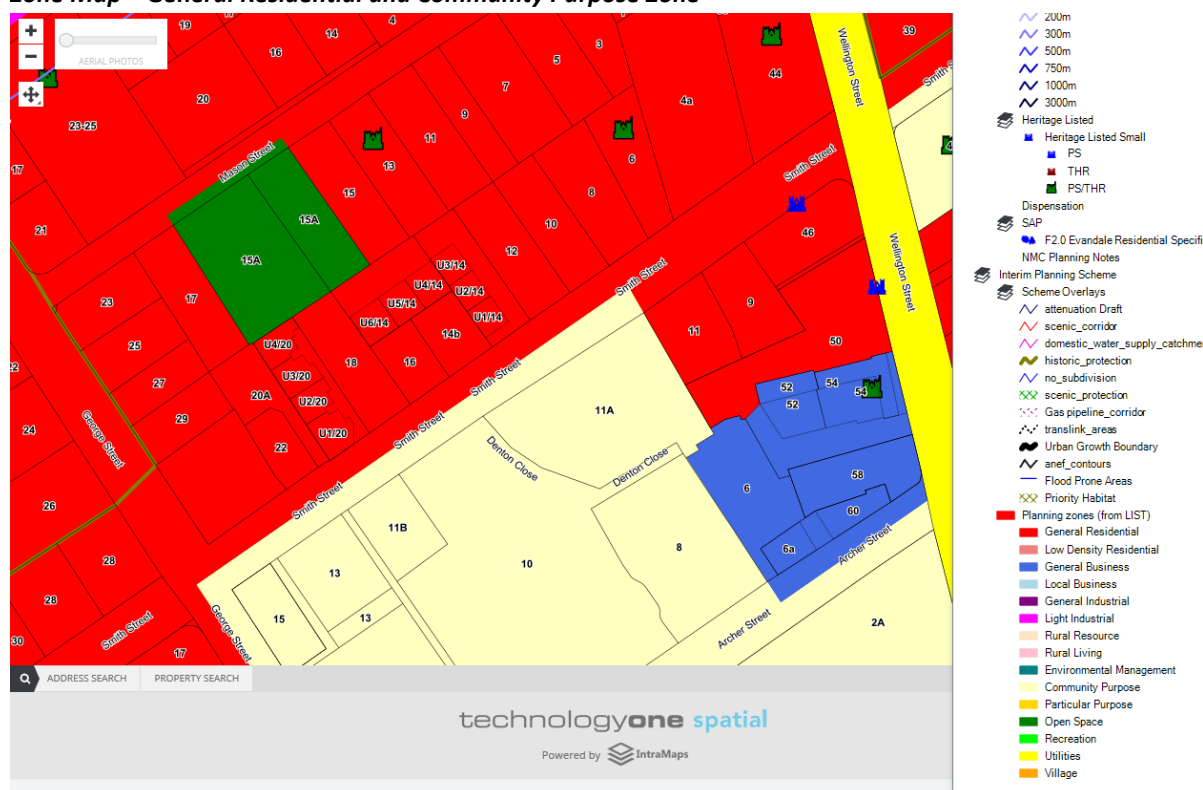 Zone Map – General Residential and Community Purpose Zone
AERIAL PHOTOS
19
14
4
16
3
5
7
44
39
20
23-25
4a
9
11
6
13
17
Mason Street
Wellington Street
Smith Street
Smith Street
15
15A
8
21
10
46
15A
12
U3/14
U4/14
U2/14
U5/14
U1/14
U6/14
14b
Smith Street
Wellington Street
23
17
9
11
50
25
U4/20
18
16
U3/20
27
20A
U2/20
Smith Street
52
54
52
54
29
U1/20
Smith Street
11A
22
24
George Street
Denton Close
Denton Close
58
6
26
Smith Street
60
11B
6a
Archer Street
8
10
28
13
28
15
13
George Street
Smith Street
Archer Street
2A
30
17
ADDRESS SEARCH
PROPERTY SEARCH
technologyone spatial
Powered by IntraMaps
200m
300m
500m
750m
1000m
3000m
Heritage Listed
Heritage Listed Small
PS
THR
PS/THR
Dispensation
SAP
F2.0 Evandale Residential Specifi
NMC Planning Notes
Interim Planning Scheme
Scheme Overlays
attenuation Draft
scenic_corridor
domestic_water_supply_catchme
historic_protection
no_subdivision
scenic_protection
Gas pipeline_corridor
translink_areas
Urban Growth Boundary
anef_contours
Flood Prone Areas
Priority Habitat
Planning zones (from LIST)
General Residential
Low Density Residential
General Business
Local Business
General Industrial
Light Industrial
Rural Resource
Rural Living
Environmental Management
Community Purpose
Particular Purpose
Open Space
Recreation
Utilities
Village